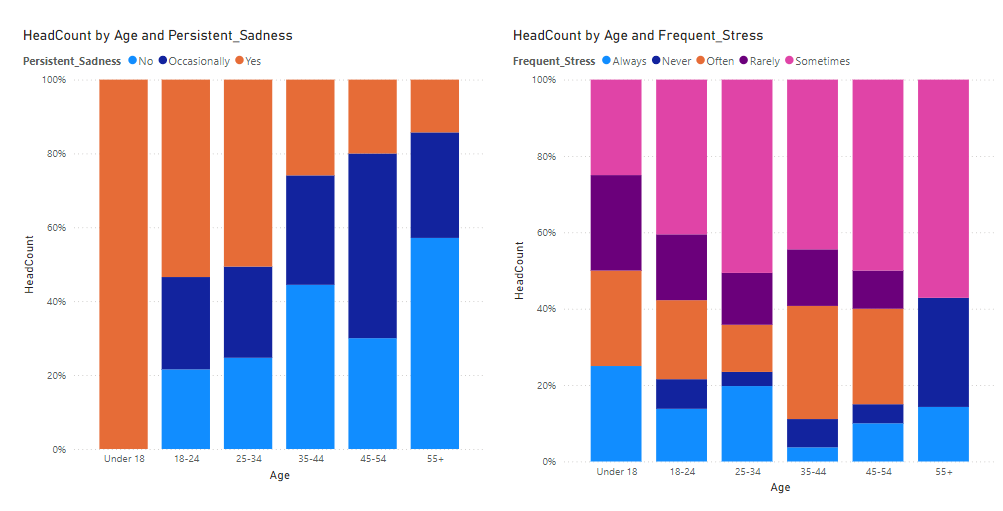 HeadCount by Age and Persistent_Sadness
Persistent_Sadness No Occasionally Yes
100%
80%
60%
40%
20%
0%
HeadCount
Under 18 18-24 25-34 35-44 45-54 55+
Age
HeadCount by Age and Frequent_Stress
Frequent_Stress Always Never Often Rarely Sometimes
100%
80%
60%
40%
20%
0%
HeadCount
Under 18 18-24 25-34 35-44 45-54 55+
Age